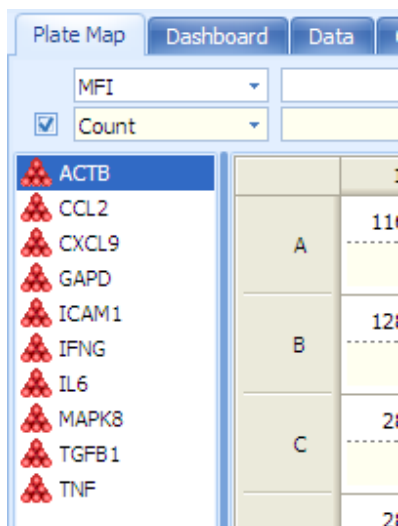 Plate Map Dashboard Data
MFI
Count
ACTB
CCL2
CXCL9
GAPD
ICAM1
IFNG
IL6
MAPK8
TGFB1
TNF
A
B
C